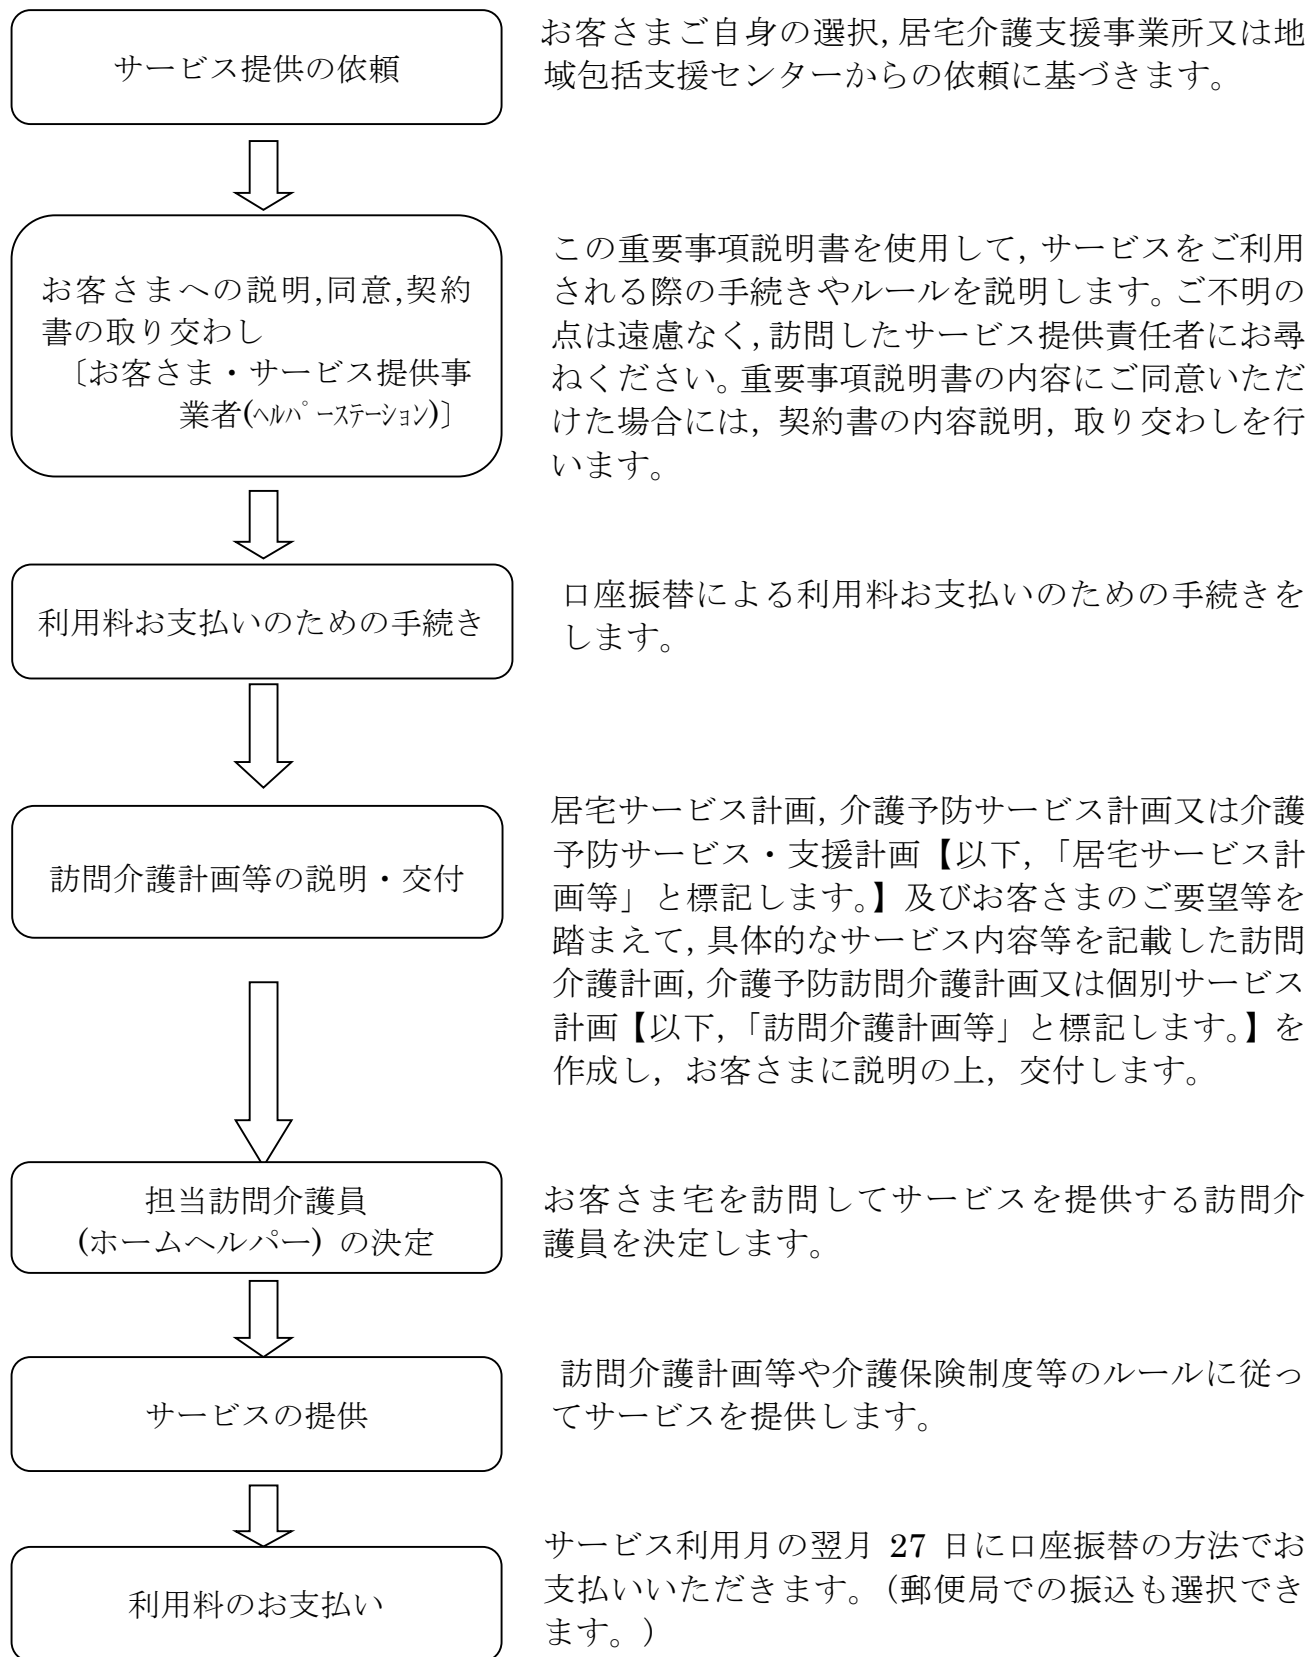 サービス提供の依頼
お客さまご自身の選択,居宅介護支援事業所又は地
域包括支援センターからの依頼に基づきます。
お客さまへの説明,同意,契約
書の取り交わし
〔お客さま・サービス提供事
業者(ﾍﾙﾊﾟｰｽﾃｰｼｮﾝ)〕
この重要事項説明書を使用して,サービスをご利用
される際の手続きやルールを説明します。ご不明の
点は遠慮なく,訪問したサービス提供責任者にお尋
ねください。重要事項説明書の内容にご同意いただ
けた場合には,契約書の内容説明,取り交わしを行
います。
利用料お支払いのための手続き
口座振替による利用料お支払いのための手続きを
します。
訪問介護計画等の説明・交付
居宅サービス計画,介護予防サービス計画又は介護
予防サービス・支援計画【以下,「居宅サービス計
画等」と標記します。】及びお客さまのご要望等を
踏まえて,具体的なサービス内容等を記載した訪問
介護計画,介護予防訪問介護計画又は個別サービス
計画【以下,「訪問介護計画等」と標記します。】を
作成し,お客さまに説明の上,交付します。
担当訪問介護員
(ホームヘルパー) の決定
お客さま宅を訪問してサービスを提供する訪問介
護員を決定します。
サービスの提供
訪問介護計画等や介護保険制度等のルールに従っ
てサービスを提供します。
利用料のお支払い
サービス利用月の翌月 27 日に口座振替の方法でお
支払いいただきます。(郵便局での振込も選択でき
ます。)